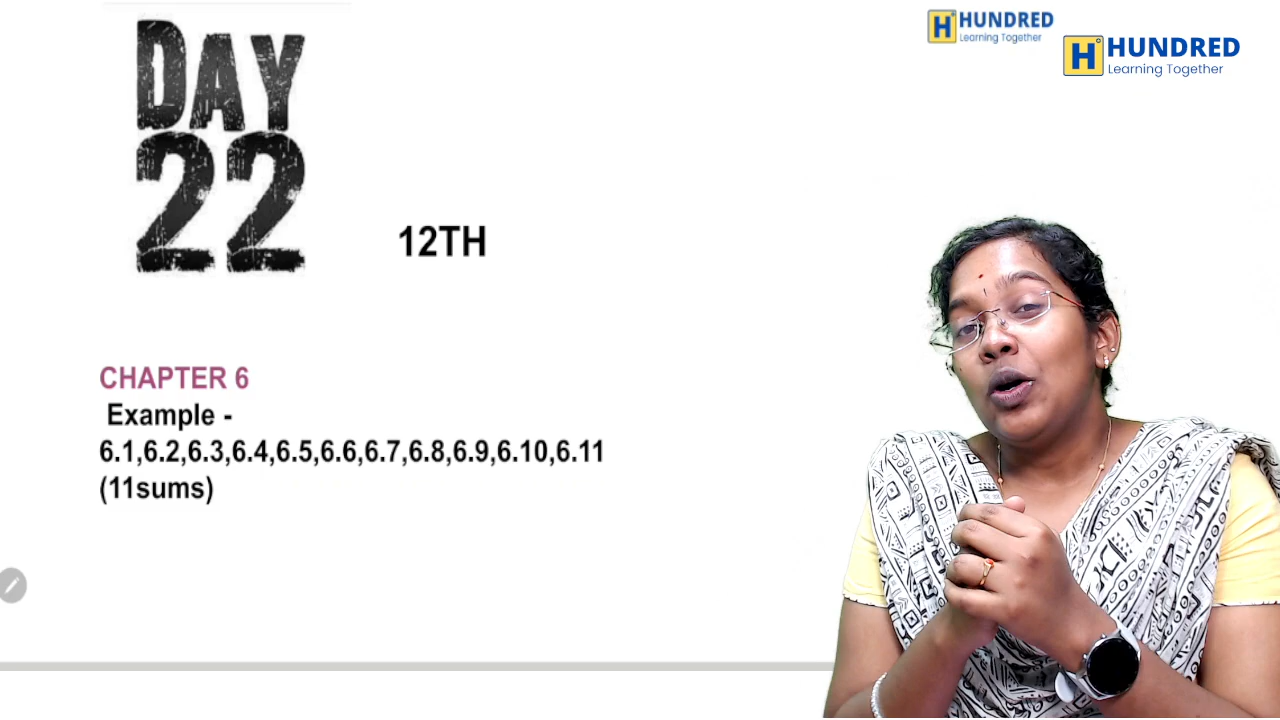 DAY
22
12TH
CHAPTER 6
Example -
6.1,6.2,6.3,6.4,6.5,6.6,6.7,6.8,6.9,6.10,6.11
(11sums)
H HUNDRED
Learning Together
H HUNDRED
Learning Together